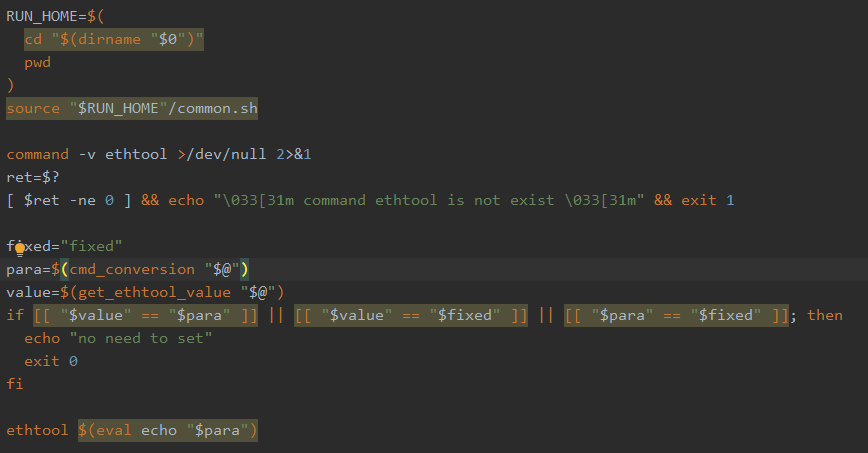 RUN_HOME=$(
  cd "$(dirname "$0")"
  pwd
)
source "$RUN_HOME"/common.sh

command -v ethtool >/dev/null 2>&1
ret=$?
[ $ret -ne 0 ] && echo "\033[31m command ethtool is not exist \033[31m" && exit 1

fixed="fixed"
para=$(cmd_conversion "$@")
value=$(get_ethtool_value "$@")
if [[ "$value" == "$para" ]] || [[ "$value" == "$fixed" ]] || [[ "$para" == "$fixed" ]]; then
  echo "no need to set"
  exit 0
fi

ethtool $(eval echo "$para")